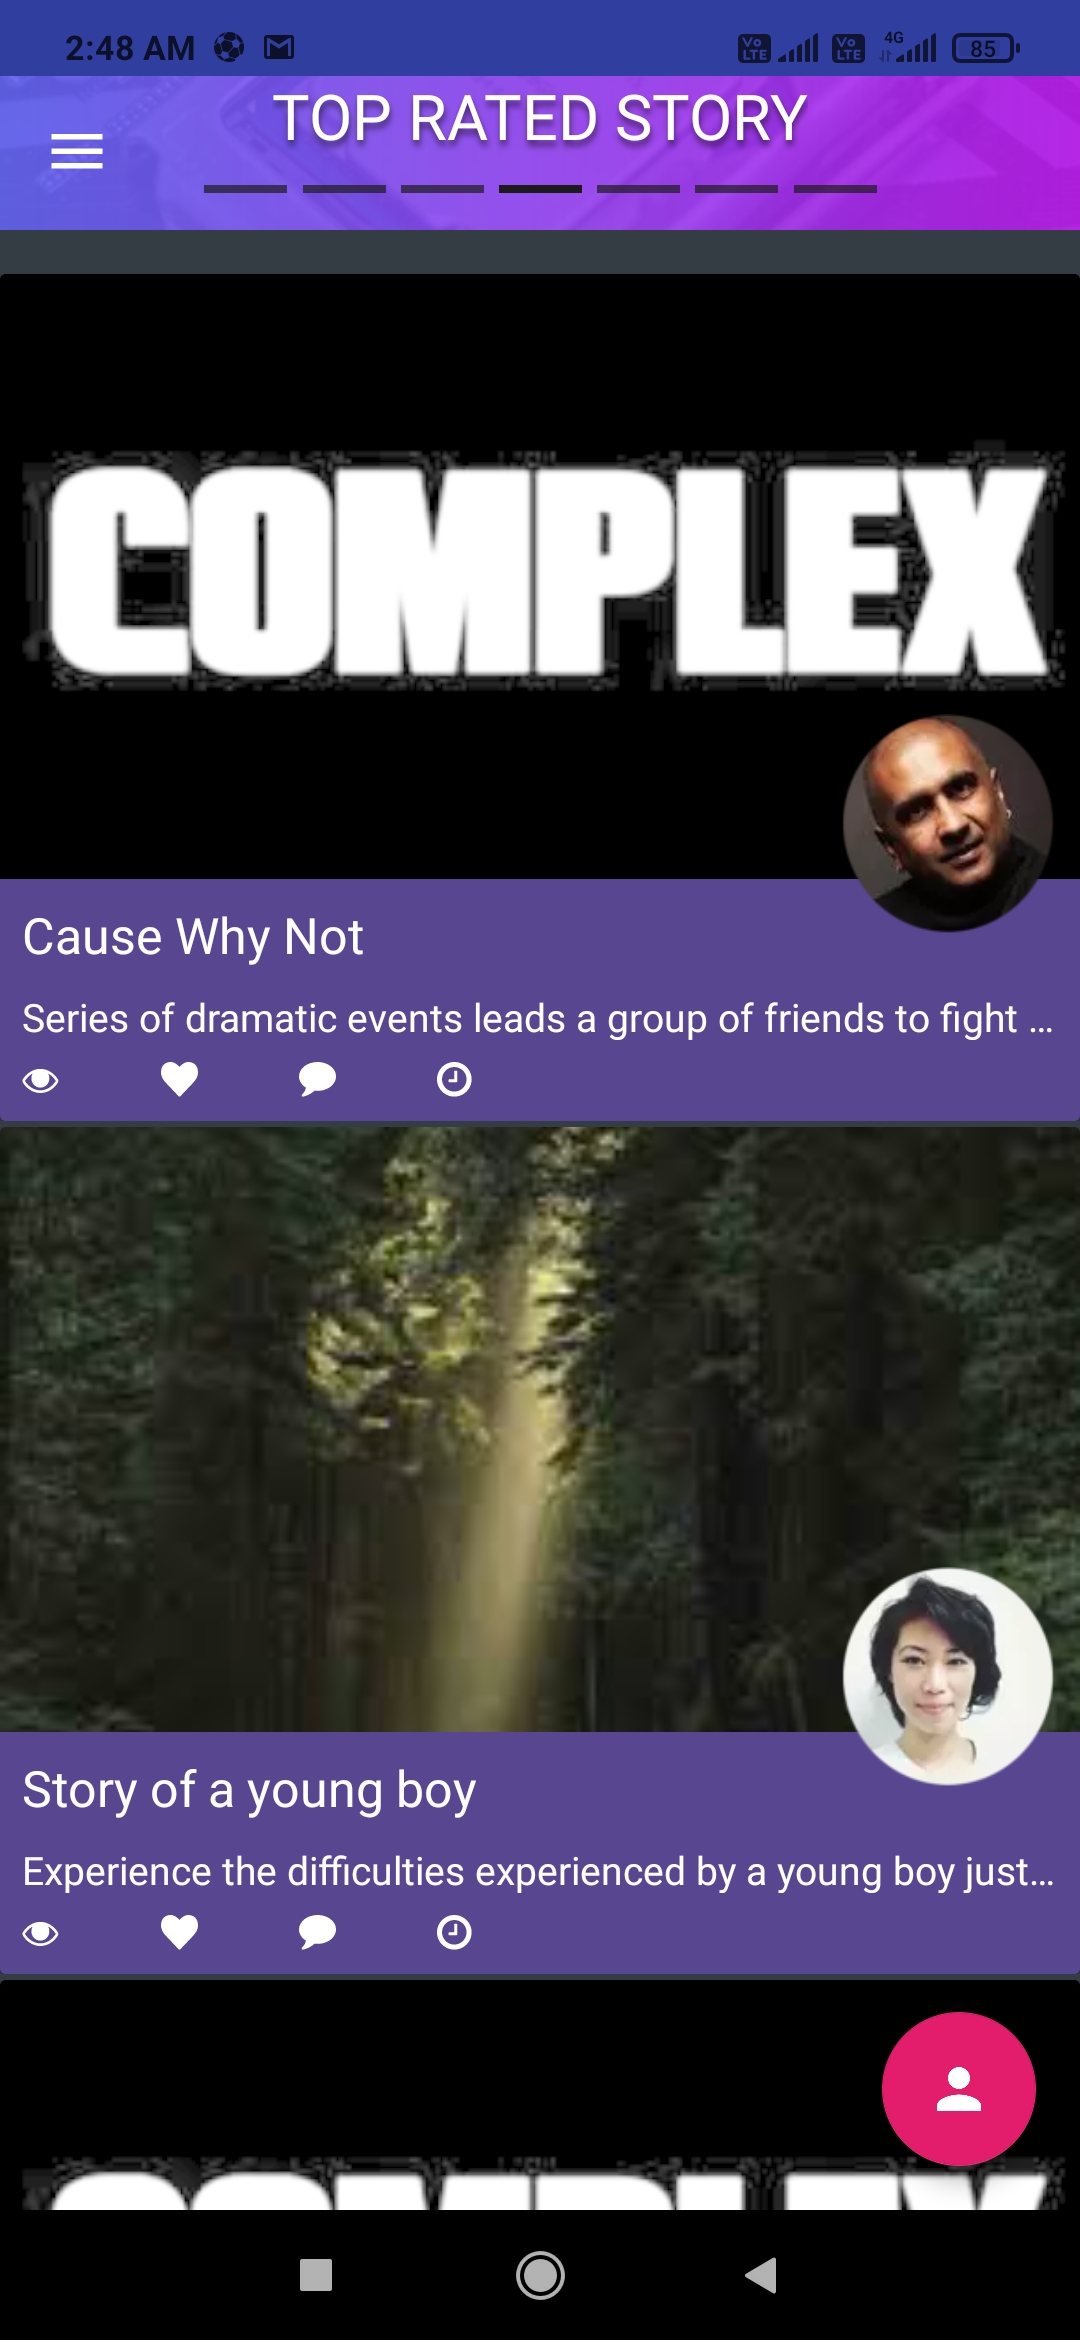 2:48 AM
Vo LTE
Vo LTE
4G
85
TOP RATED STORY
COMPLEX
Cause Why Not
Series of dramatic events leads a group of friends to fight ...
Story of a young boy
Experience the difficulties experienced by a young boy just...
COMPLEX